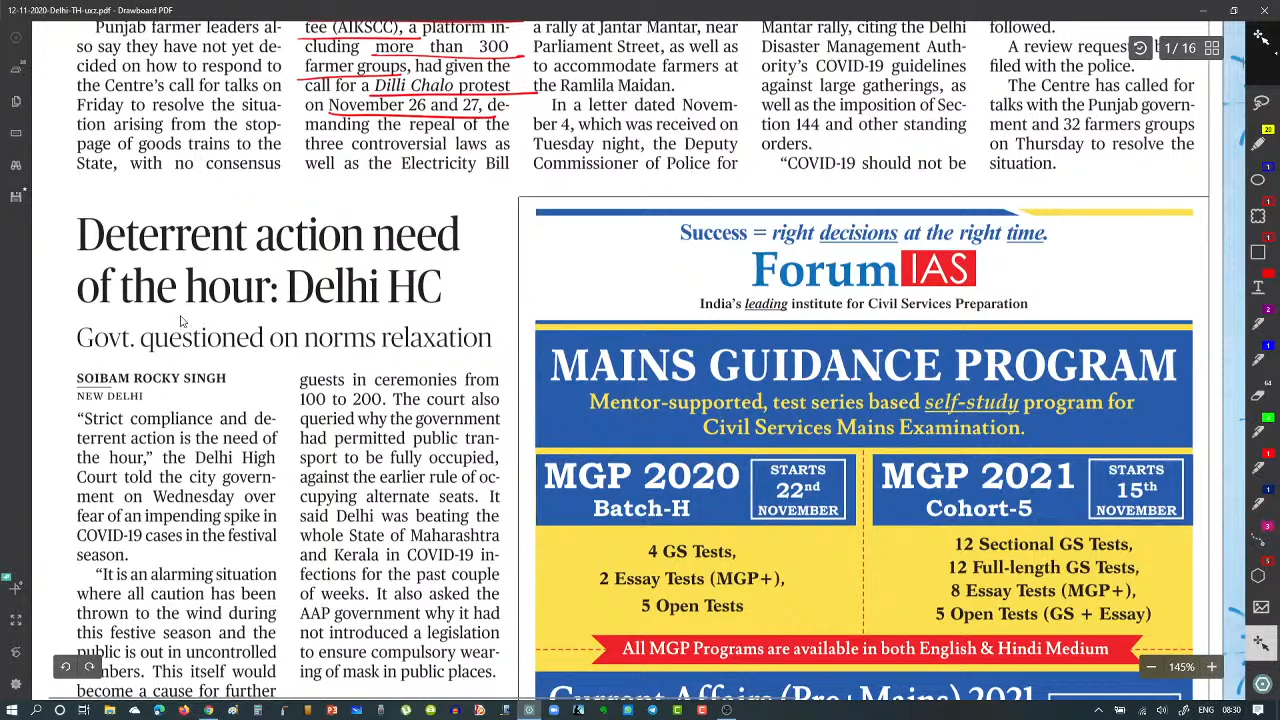 12-11-2020-Delhi-TH-ucz.pdf - Drawboard PDF
1 / 16
Punjab farmer leaders al-
so say they have not yet de-
cided on how to respond to
the Centre's call for talks on
Friday to resolve the situa-
tion arising from the stop-
page of goods trains to the
State, with no consensus
tee (AIKSCC), a platform in-
cluding more than 300
farmer groups, had given the
call for a Dilli Chalo protest
on November 26 and 27, de-
manding the repeal of the
three controversial laws as
well as the Electricity Bill
a rally at Jantar Mantar, near
Parliament Street, as well as
to accommodate farmers at
the Ramlila Maidan.
In a letter dated Novem-
ber 4, which was received on
Tuesday night, the Deputy
Commissioner of Police for
Mantar rally, citing the Delhi
Disaster Management Auth-
ority's COVID-19 guidelines
against large gatherings, as
well as the imposition of Sec-
tion 144 and other standing
orders.
"COVID-19 should not be
followed.
A review reques
filed with the police.
The Centre has called for
talks with the Punjab govern-
ment and 32 farmers groups
on Thursday to resolve the
situation.
Deterrent action need
of the hour: Delhi HC
Govt. questioned on norms relaxation
SOIBAM ROCKY SINGH
NEW DELHI
"Strict compliance and de-
terrent action is the need of
the hour," the Delhi High
Court told the city govern-
ment on Wednesday over
fear of an impending spike in
COVID-19 cases in the festival
season.
"It is an alarming situation
where all caution has been
thrown to the wind during
this festive season and the
public is out in uncontrolled
mbers. This itself would
become a cause for further
guests in ceremonies from
100 to 200. The court also
queried why the government
had permitted public tran-
sport to be fully occupied,
against the earlier rule of oc-
cupying alternate seats. It
said Delhi was beating the
whole State of Maharashtra
and Kerala in COVID-19 in-
fections for the past couple
of weeks. It also asked the
AAP government why it had
not introduced a legislation
to ensure compulsory wear-
ing of mask in public places.
Success = right decisions at the right time.
Forum IAS
India's leading institute for Civil Services Preparation
MAINS GUIDANCE PROGRAM
Mentor-supported, test series based self-study program for
Civil Services Mains Examination.
MGP 2020
Batch-H
STARTS
22nd
NOVEMBER
4 GS Tests,
2 Essay Tests (MGP+),
5 Open Tests
MGP 2021
Cohort-5
STARTS
15th
NOVEMBER
12 Sectional GS Tests,
12 Full-length GS Tests,
8 Essay Tests (MGP+),
5 Open Tests (GS + Essay)
All MGP Programs are available in both English & Hindi Medium
Current Affairs (Pre+Mains) 2021
145%
ENG
08:30